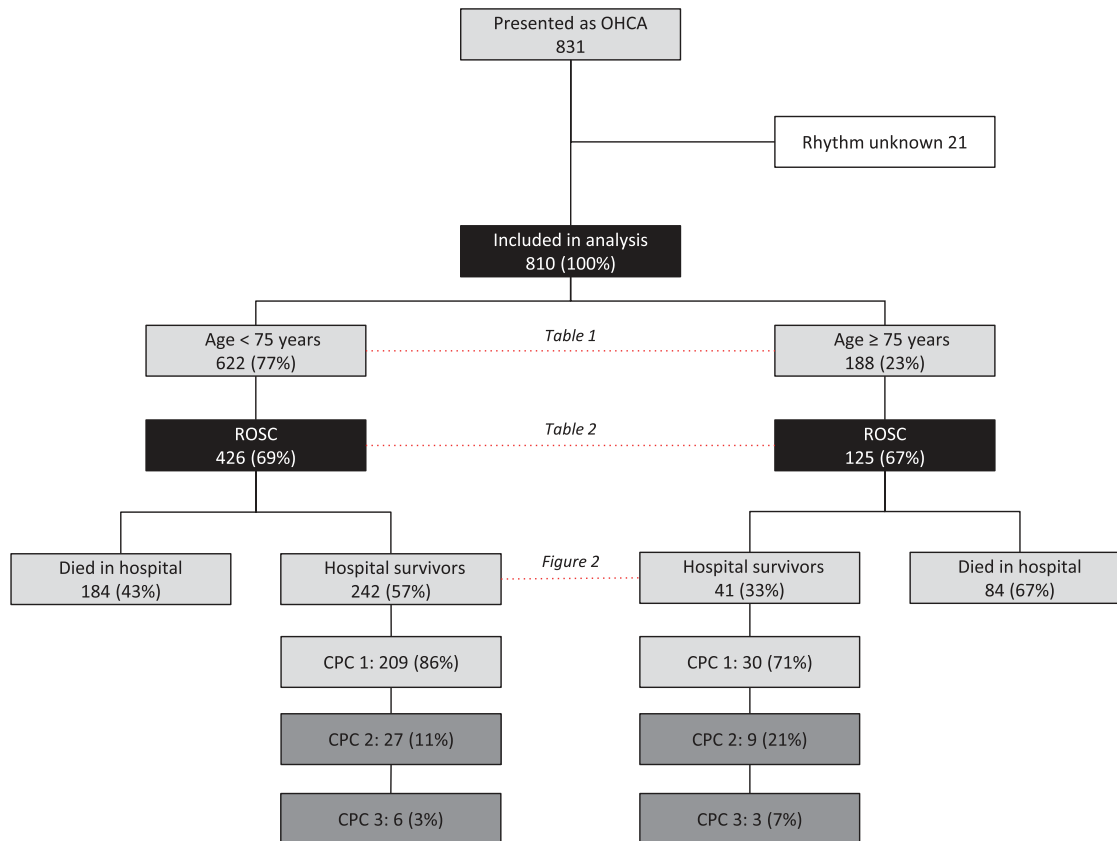 Presented as OHCA
831
Rhythm unknown 21
Included in analysis
810 (100%)
Age < 75 years
622 (77%)
Table 1
Age ≥ 75 years
188 (23%)
ROSC
426 (69%)
Table 2
ROSC
125 (67%)
Died in hospital
184 (43%)
Hospital survivors
242 (57%)
Figure 2
Hospital survivors
41 (33%)
Died in hospital
84 (67%)
CPC 1: 209 (86%)
CPC 1: 30 (71%)
CPC 2: 27 (11%)
CPC 2: 9 (21%)
CPC 3: 6 (3%)
CPC 3: 3 (7%)